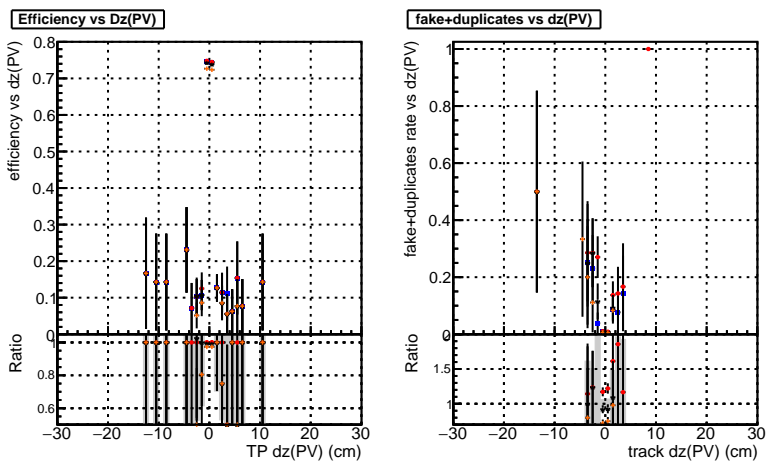 Efficiency vs Dz(PV)
efficiency vs dz(PV)
0.8
0.7
0.6
0.5
0.4
0.3
0.2
0.1
0
Ratio
1
0.8
0.6
−30 −20 −10 0 10 20 30
TP dz(PV) (cm)
fake+duplicates vs dz(PV)
fake+duplicates rate vs dz(PV)
1
0.8
0.6
0.4
0.2
0
Ratio
2
1.5
1
−30 −20 −10 0 10 20 30
track dz(PV) (cm)